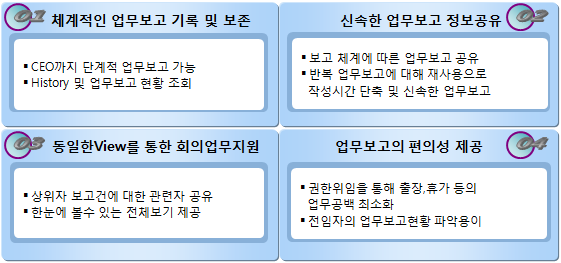 01 체계적인 업무보고 기록 및 보존
▪ CEO까지 단계적 업무보고 가능
▪ History 및 업무보고 현황 조회
신속한 업무보고 정보공유 02
▪ 보고 체계에 따른 업무보고 공유
▪ 반복 업무보고에 대해 재사용으로
작성시간 단축 및 신속한 업무보고
03 동일한View를 통한 회의업무지원
▪ 상위자 보고건에 대한 관련자 공유
▪ 한눈에 볼수 있는 전체보기 제공
업무보고의 편의성 제공 04
▪ 권한위임을 통해 출장,휴가 등의
업무공백 최소화
▪ 전임자의 업무보고현황 파악용이